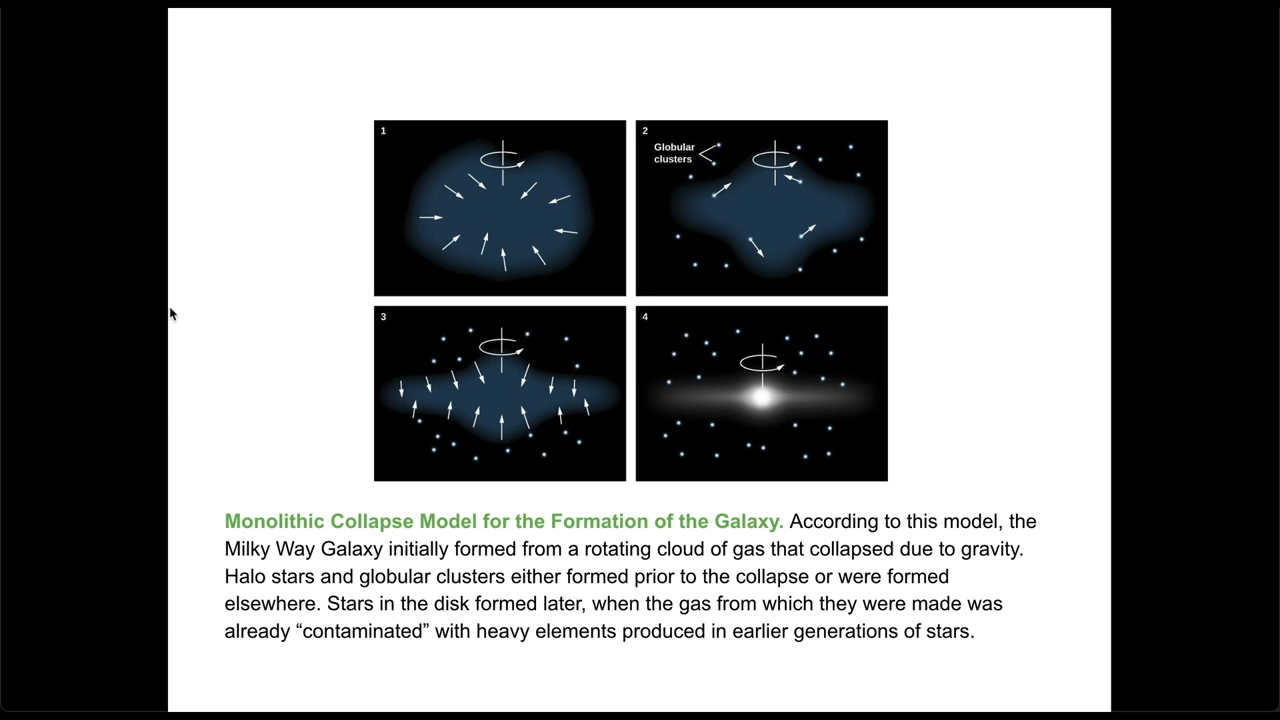 1
2
Globular
clusters
3
4
Monolithic Collapse Model for the Formation of the Galaxy. According to this model, the
Milky Way Galaxy initially formed from a rotating cloud of gas that collapsed due to gravity.
Halo stars and globular clusters either formed prior to the collapse or were formed
elsewhere. Stars in the disk formed later, when the gas from which they were made was
already “contaminated” with heavy elements produced in earlier generations of stars.